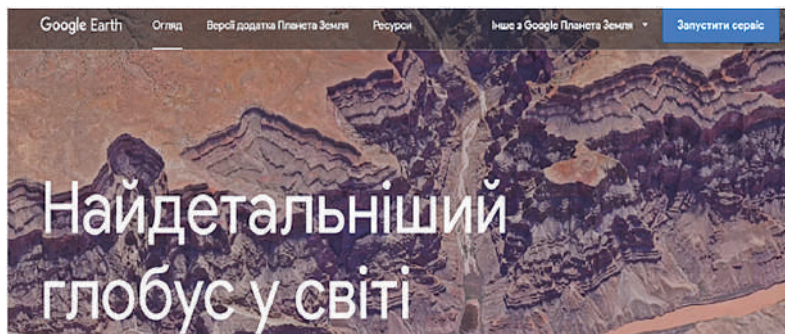 Google Earth Огляд Версії додатка Планета Земля Ресурси Інше з Google Планета Земля Запустити сервіс
Найдетальніший
глобус у світі